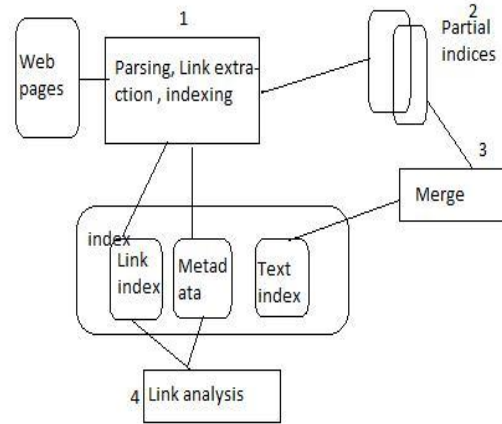 1
2
Web
pages
Parsing, Link extra-
ction , indexing
Partial
indices
3
Merge
index
Link
index
Metad
ata
Text
index
4
Link analysis